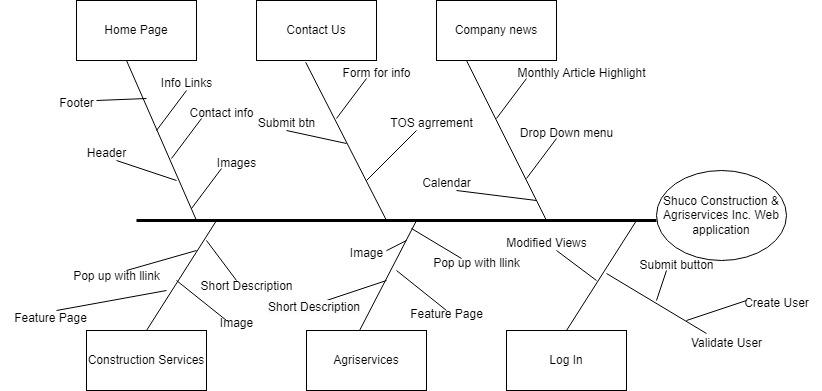 Home Page
Contact Us
Company news
Form for info
Monthly Article Highlight
Info Links
Footer
Contact info
Submit btn
TOS agrrement
Drop Down menu
Header
Images
Calendar
Shuco Construction &
Agriservices Inc. Web
application
Modified Views
Image
Pop up with llink
Submit button
Pop up with llink
Short Description
Short Description
Create User
Feature Page
Image
Feature Page
Validate User
Construction Services
Agriservices
Log In